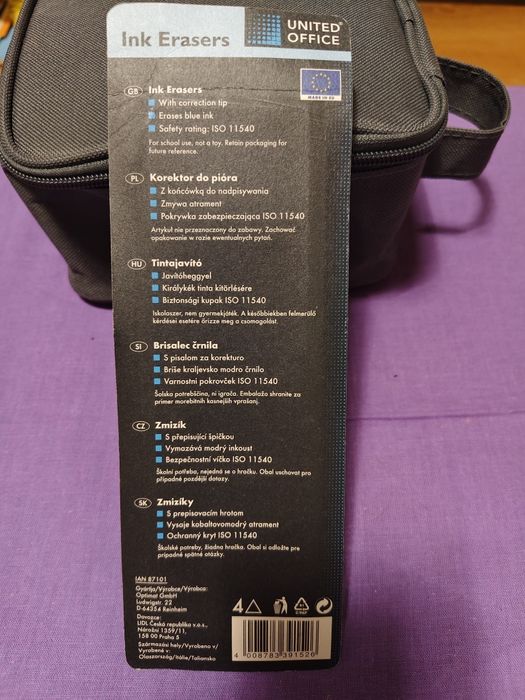 Ink Erasers
UNITED
OFFICE
MADE IN EU
GB Ink Erasers
With correction tip
Erases blue ink
Safety rating: ISO 11540
For school use, not a toy. Retain packaging for
future reference.
PL Korektor do pióra
Z końcówką do nadpisywania
Zmywa atrament
Pokrywka zabezpieczająca ISO 11540
Artykuł nie przeznaczony do zabawy. Zachować
opakowanie w razie ewentualnych pytań.
HU Tintajavító
Javítóheggyel
Királykék tinta kitörlésére
Biztonsági kupak ISO 11540
Iskolaszer, nem gyermekjáték. A későbbiekben felmerülő
kérdései esetére őrizze meg a csomagolást.
SI Brisalec črnila
S pisalom za korekturo
Briše kraljevsko modro črnilo
Varnostni pokrovček ISO 11540
Šolska potrebščina, ni igrača. Embalažo shranite za
primer morebitnih kasnejših vprašanj.
CZ Zmizík
S přepisující špičkou
Vymazává modrý inkoust
Bezpečnostní víčko ISO 11540
Školní potřeba, nejedná se o hračku. Obal uschovat pro
případné pozdější dotazy.
SK Zmizíky
S prepisovacím hrotom
Vysaje kobaltovomodrý atrament
Ochranný kryt ISO 11540
Školské potreby, žiadna hračka. Obal si odložte pre
prípadné spätné otázky.
IAN 87101
Gyártja/Výrobce/Výrobca:
Optimat GmbH
Ludwigstr. 22
D-64354 Reinheim
Dovozce:
LIDL Česká republika v.o.s.,
Nárožní 1359/11,
158 00 Praha 5
Származási hely/Vyrobeno v/
Vyrobené v:
Olaszország/Itálie/Taliansko
4
C/PAP
4 008783 391526